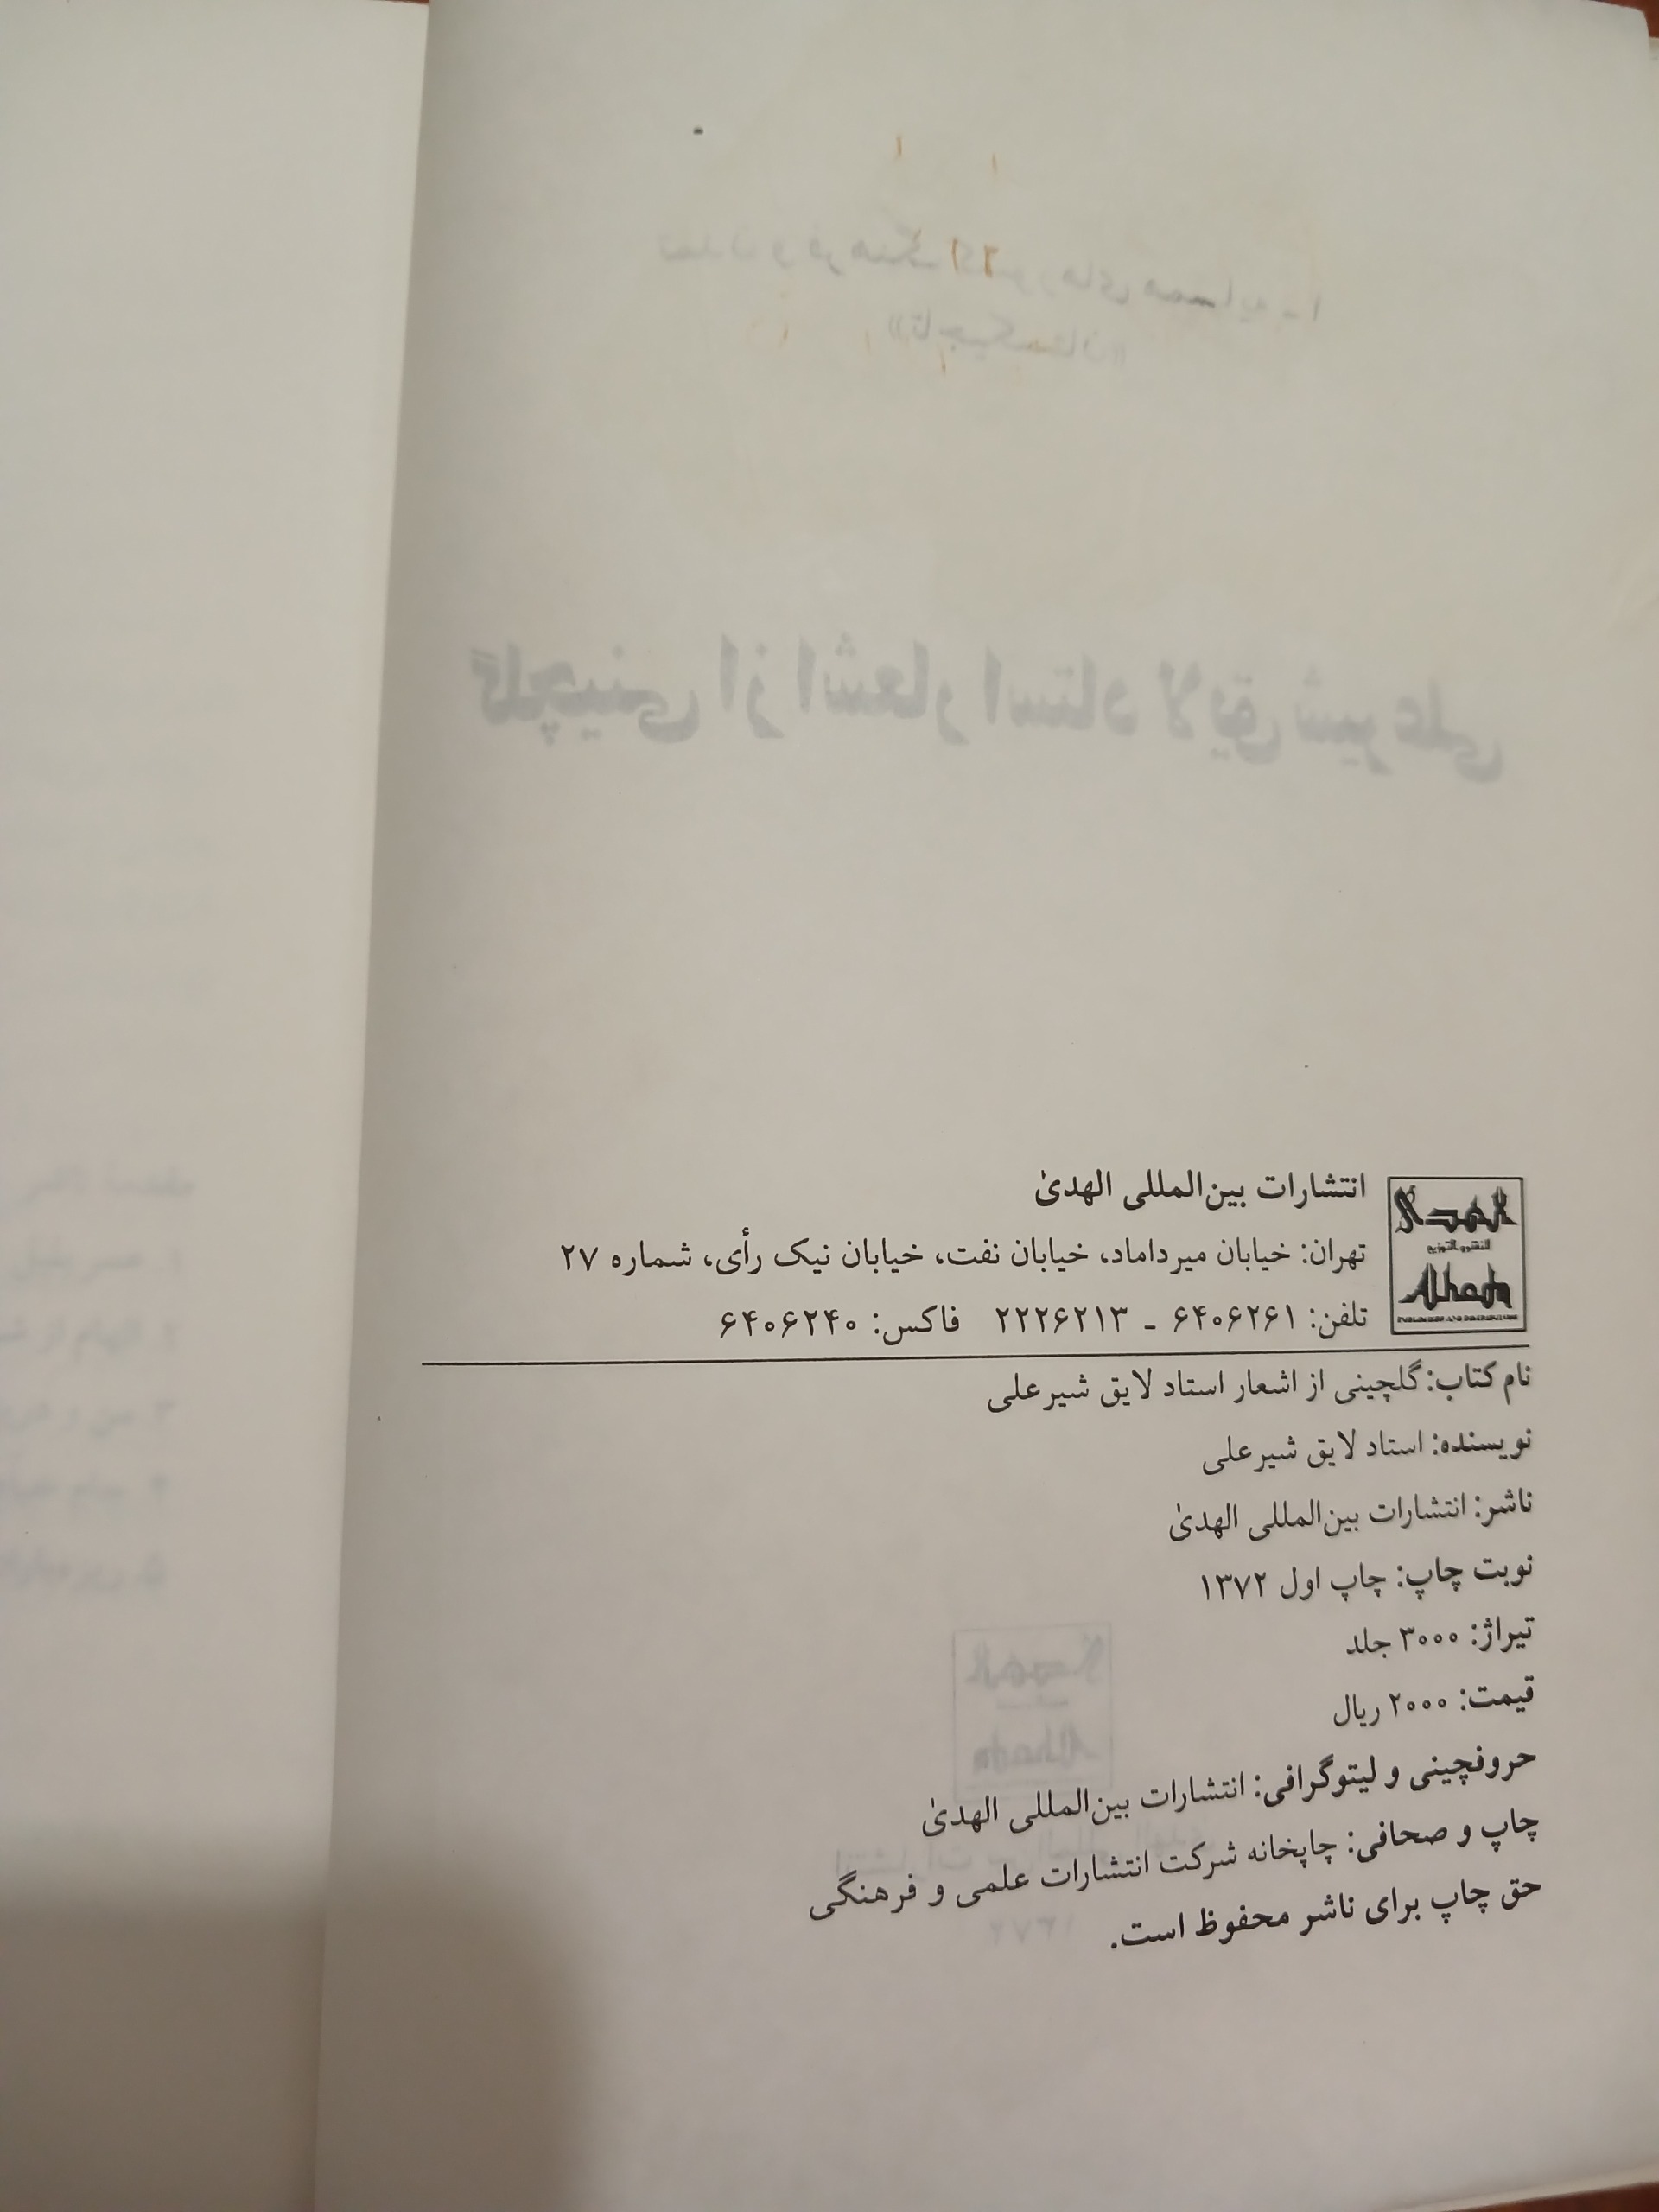 انتشارات بین‌المللی الهدیٰ
تهران: خیابان میرداماد، خیابان نفت، خیابان نیک رأی، شماره ۲۷
تلفن: ۶۴۰۶۲۶۱ ـ ۲۲۲۶۲۱۳ فاکس: ۶۴۰۶۲۴۰
الهدی
Alhoda
نام کتاب: گلچینی از اشعار استاد لایق شیرعلی
نویسنده: استاد لایق شیرعلی
ناشر: انتشارات بین‌المللی الهدیٰ
نوبت چاپ: چاپ اول ۱۳۷۲
تیراژ: ۳۰۰۰ جلد
قیمت: ۲۰۰۰ ریال
حروفچینی و لیتوگرافی: انتشارات بین‌المللی الهدیٰ
چاپ و صحافی: چاپخانه شرکت انتشارات علمی و فرهنگی
حق چاپ برای ناشر محفوظ است.